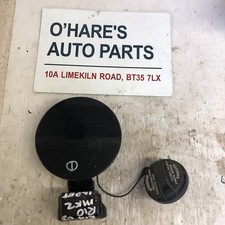 O'HARE'S
AUTO PARTS
10A LIMEKILN ROAD, BT35 7LX
RIO
MK2